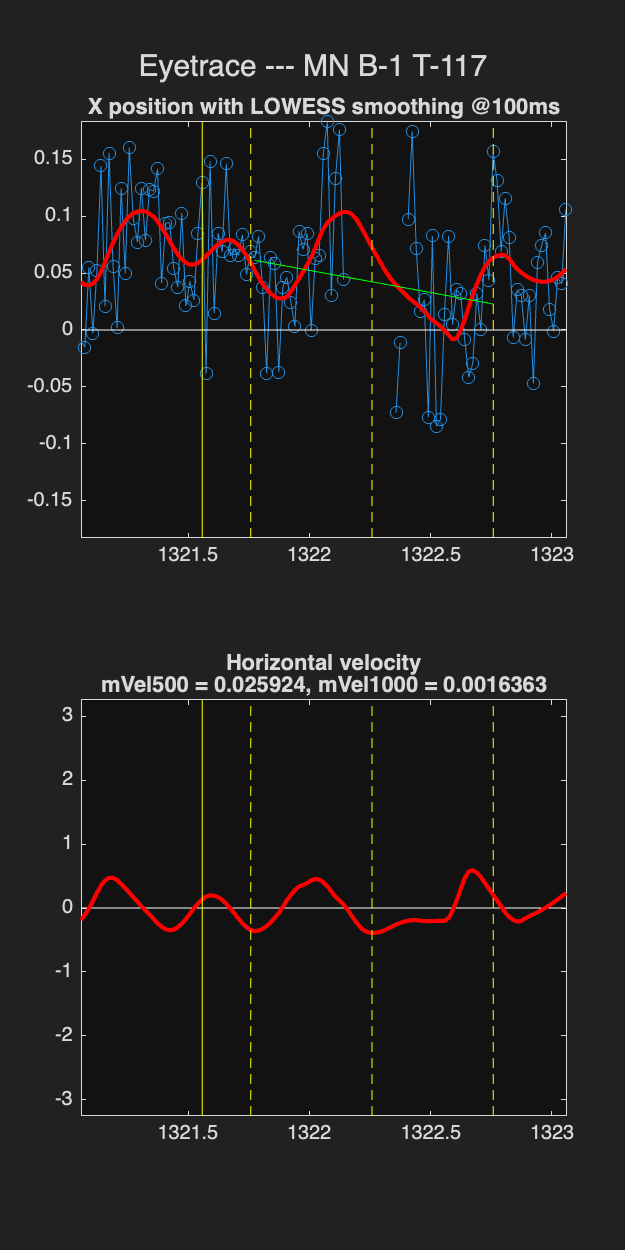 Eyetrace --- MN B-1 T-117
X position with LOWESS smoothing @100ms
0.15
0.1
0.05
0
-0.05
-0.1
-0.15
1321.5 1322 1322.5 1323
Horizontal velocity
mVel500 = 0.025924, mVel1000 = 0.0016363
3
2
1
0
-1
-2
-3
1321.5 1322 1322.5 1323